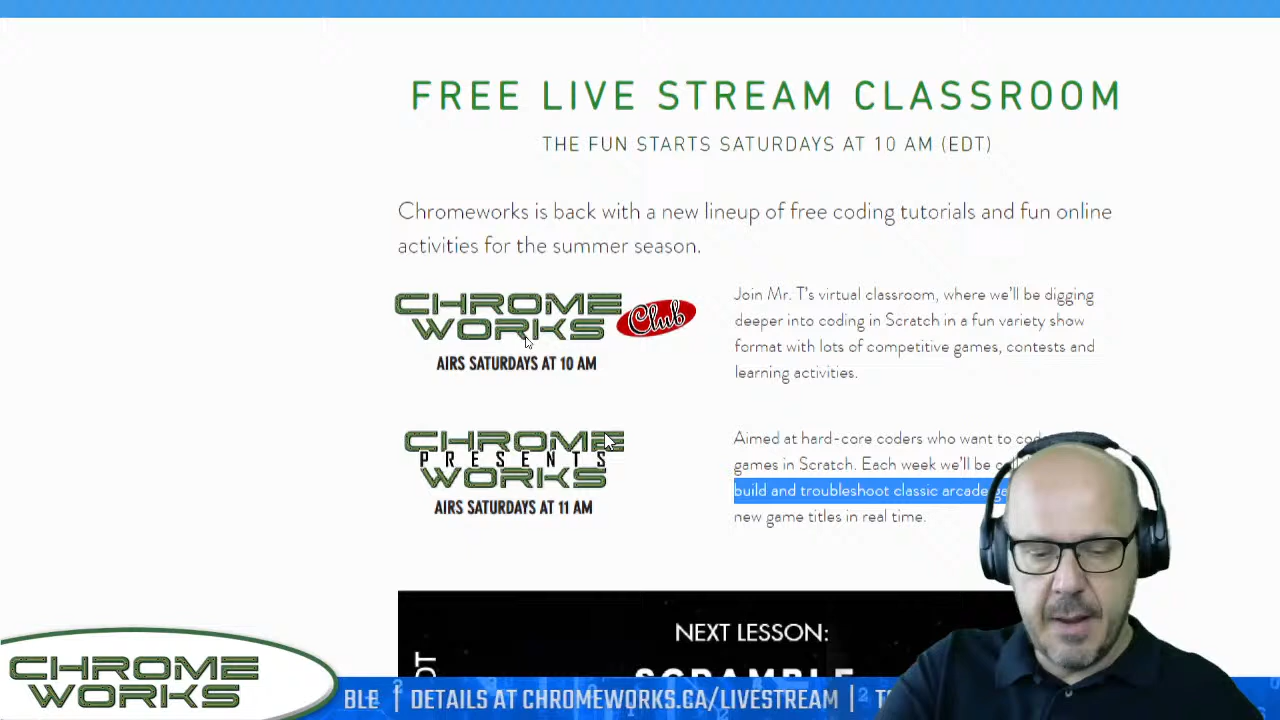 FREE LIVE STREAM CLASSROOM
THE FUN STARTS SATURDAYS AT 10 AM (EDT)
Chromeworks is back with a new lineup of free coding tutorials and fun online
activities for the summer season.
CHROME
WORKS Club
AIRS SATURDAYS AT 10 AM
Join Mr. T's virtual classroom, where we'll be digging
deeper into coding in Scratch in a fun variety show
format with lots of competitive games, contests and
learning activities.
CHROME
PRESENTS
WORKS
AIRS SATURDAYS AT 11 AM
Aimed at hard-core coders who want to
games in Scratch. Each week we'll be
build and troubleshoot classic arcade
new game titles in real time.
NEXT LESSON:
SCRAMBLE
CHROME
WORKS
BLE | DETAILS AT CHROMEWORKS.CA/LIVESTREAM |